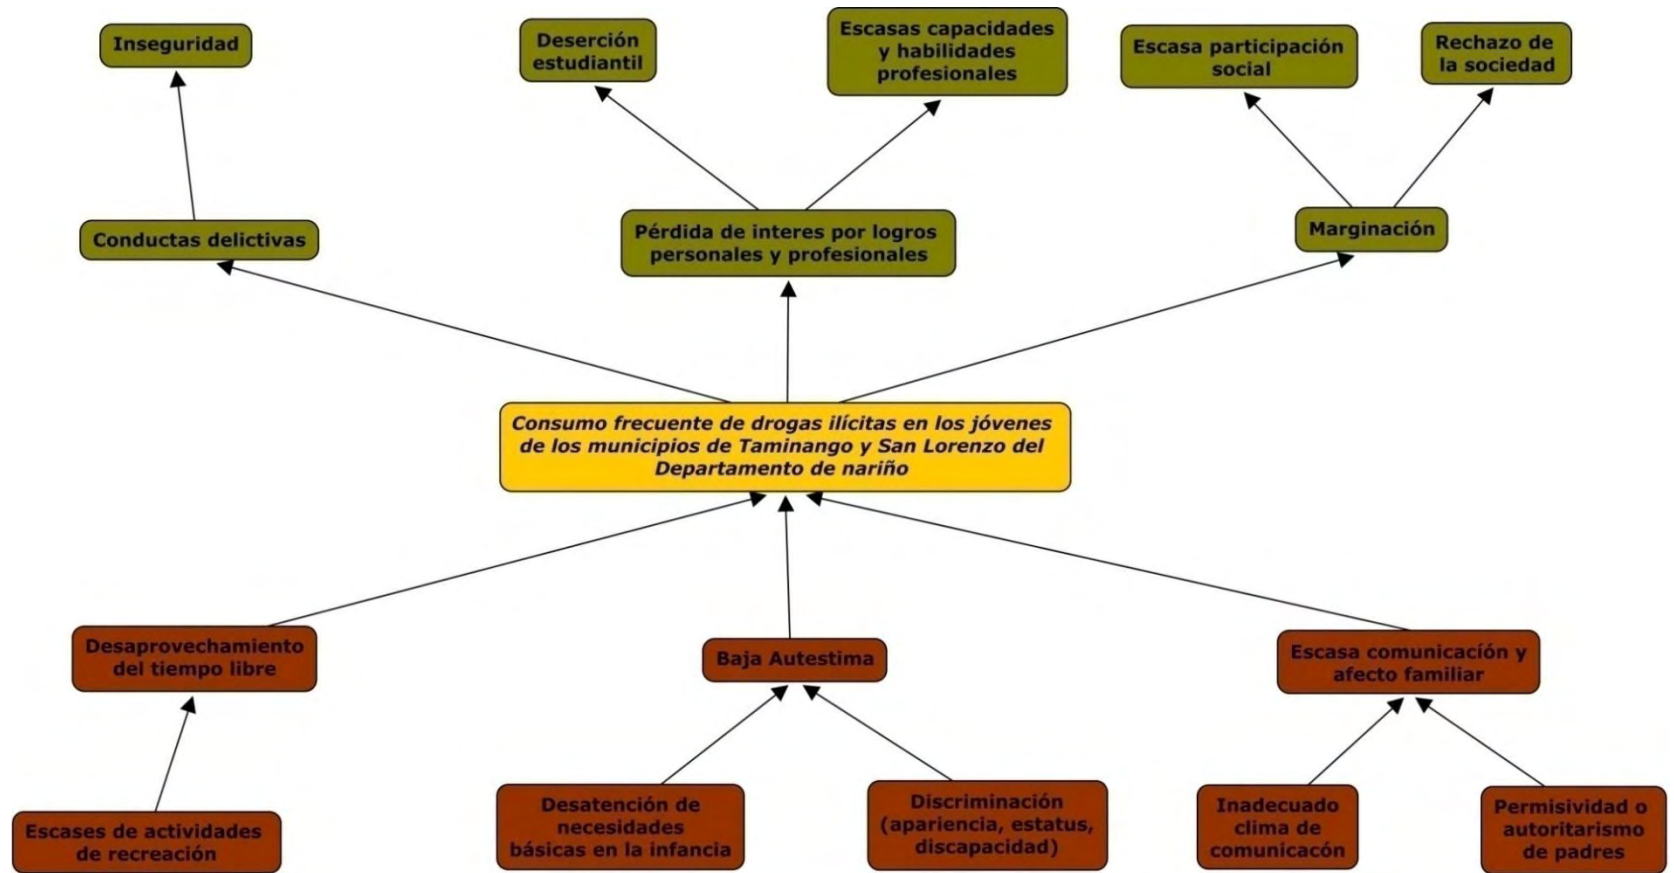 Inseguridad
Deserción
estudiantil
Escasas capacidades
y habilidades
profesionales
Escasa participación
social
Rechazo de
la sociedad
Conductas delictivas
Pérdida de interes por logros
personales y profesionales
Marginación
Consumo frecuente de drogas ilícitas en los jóvenes
de los municipios de Taminango y San Lorenzo del
Departamento de nariño
Desaprovechamiento
del tiempo libre
Baja Autestima
Escasa comunicacíón y
afecto familiar
Escases de actividades
de recreación
Desatención de
necesidades
básicas en la infancia
Discriminación
(apariencia, estatus,
discapacidad)
Inadecuado
clima de
comunicacón
Permisividad o
autoritarismo
de padres